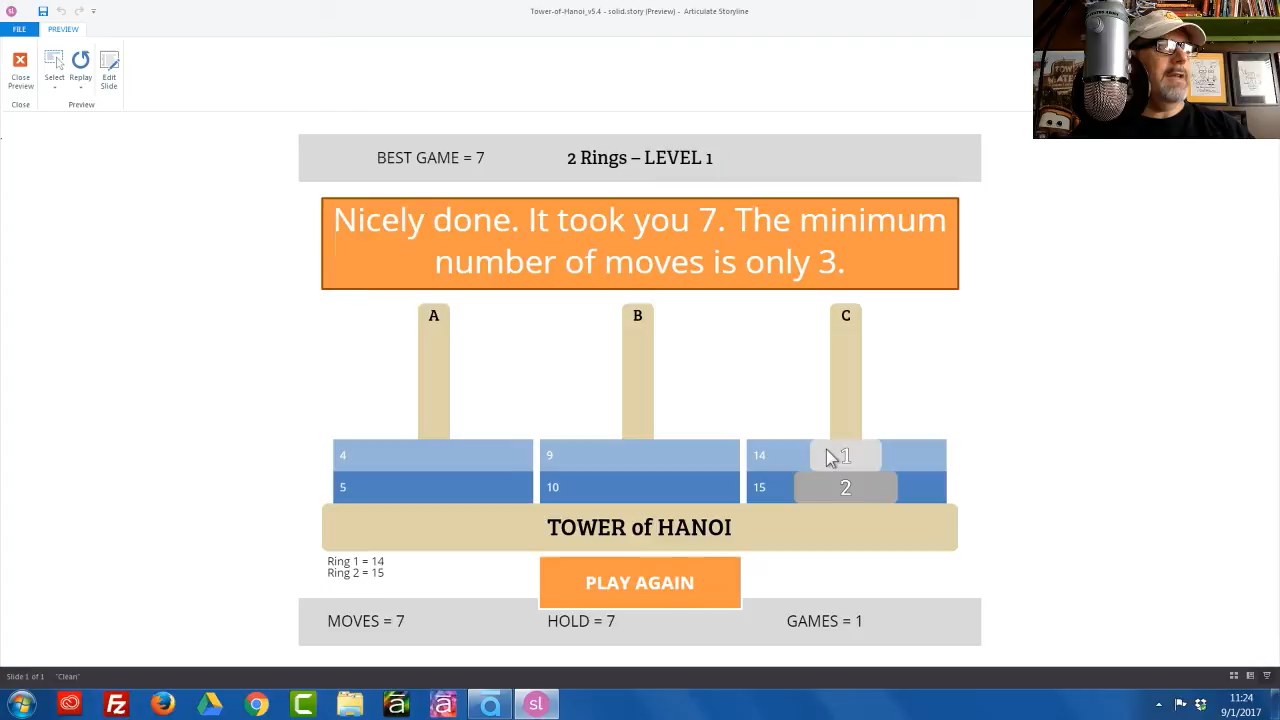 Tower-of-Hanoi_v5.4 - solid.story (Preview) - Articulate Storyline
FILE
PREVIEW
Close Preview
Select
Replay
Edit Slide
Close
Preview
BEST GAME = 7
2 Rings – LEVEL 1
Nicely done. It took you 7. The minimum
number of moves is only 3.
A
B
C
4
9
14
1
5
10
15
2
TOWER of HANOI
Ring 1 = 14
Ring 2 = 15
PLAY AGAIN
MOVES = 7
HOLD = 7
GAMES = 1
Slide 1 of 1
"Clean"
11:24
9/1/2017